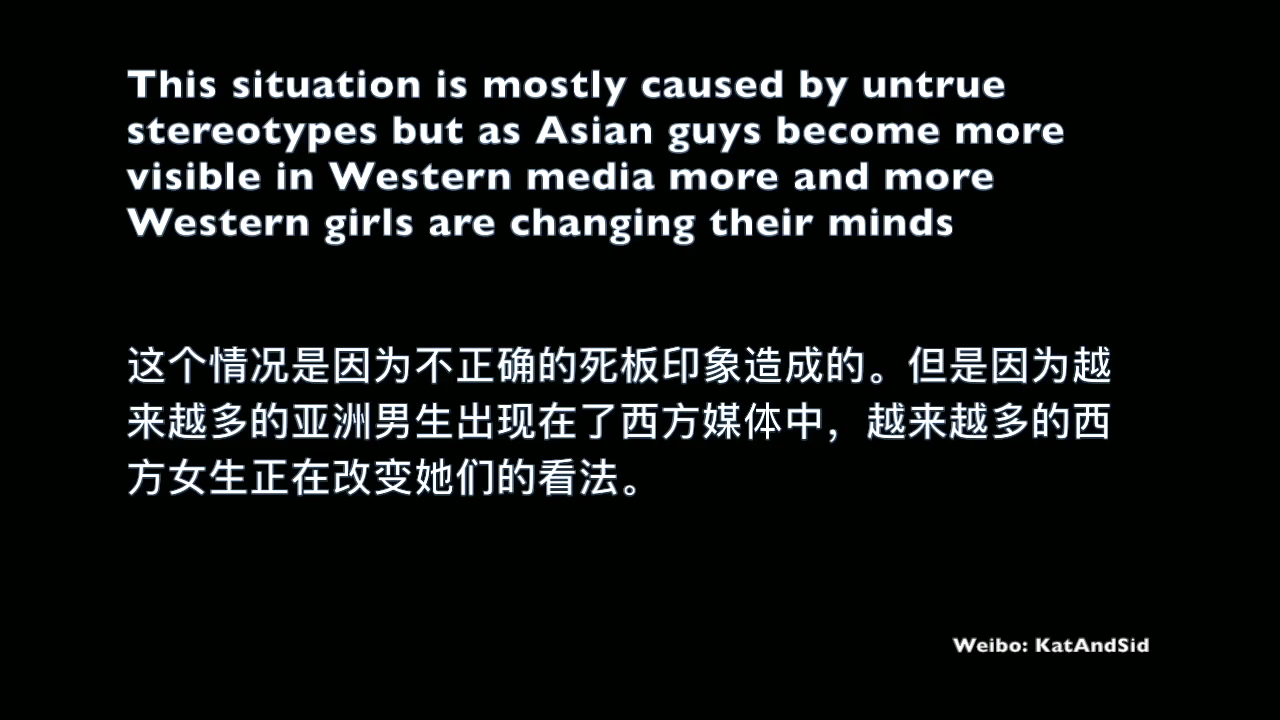 This situation is mostly caused by untrue
stereotypes but as Asian guys become more
visible in Western media more and more
Western girls are changing their minds
这个情况是因为不正确的死板印象造成的。但是因为越
来越多的亚洲男生出现在了西方媒体中，越来越多的西
方女生正在改变她们的看法。
Weibo: KatAndSid